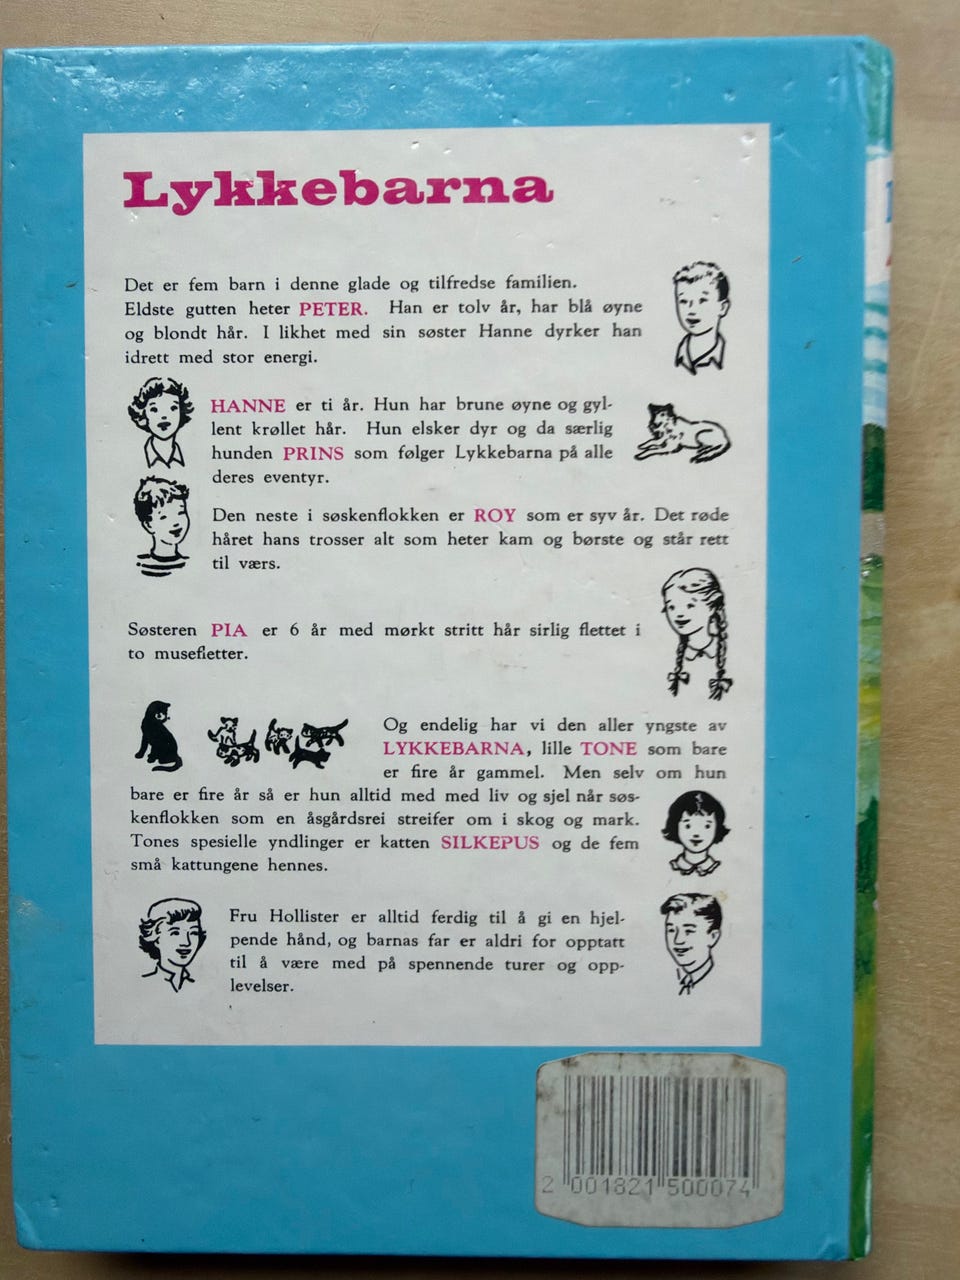 Lykkebarna
Det er fem barn i denne glade og tilfredse familien.
Eldste gutten heter PETER. Han er tolv år, har blå øyne
og blondt hår. I likhet med sin søster Hanne dyrker han
idrett med stor energi.
HANNE er ti år. Hun har brune øyne og gyl-
lent krøllet hår. Hun elsker dyr og da særlig
hunden PRINS som følger Lykkebarna på alle
deres eventyr.
Den neste i søskenflokken er ROY som er syv år. Det røde
håret hans trosser alt som heter kam og børste og står rett
til værs.
Søsteren PIA er 6 år med mørkt stritt hår sirlig flettet i
to musefletter.
Og endelig har vi den aller yngste av
LYKKEBARNA, lille TONE som bare
er fire år gammel. Men selv om hun
bare er fire år så er hun alltid med med liv og sjel når søs-
kenflokken som en åsgårdsrei streifer om i skog og mark.
Tones spesielle yndlinger er katten SILKEPUS og de fem
små kattungene hennes.
Fru Hollister er alltid ferdig til å gi en hjel-
pende hånd, og barnas far er aldri for opptatt
til å være med på spennende turer og opp-
levelser.
2 001821 500074